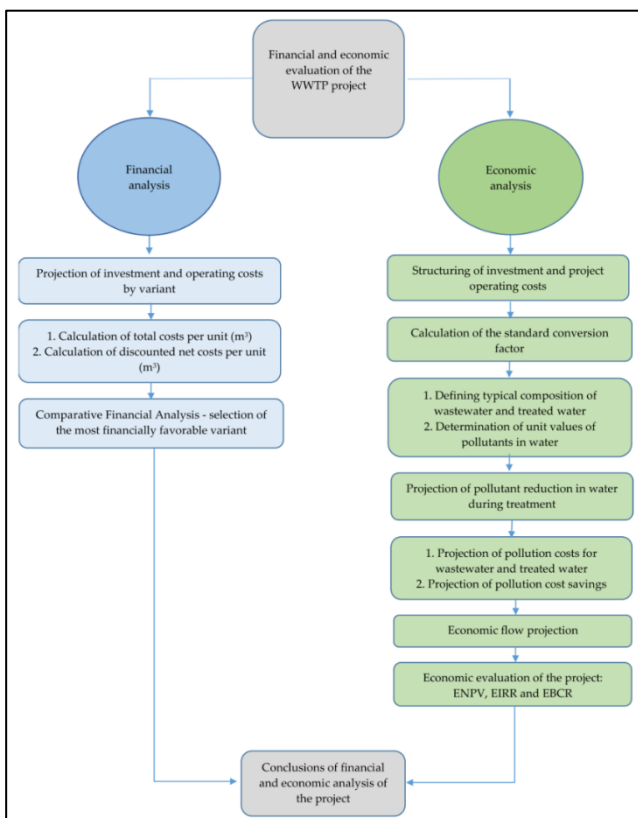 Financial and economic
evaluation of the
WWTP project
Financial
analysis
Economic
analysis
Projection of investment and operating costs
by variant
1. Calculation of total costs per unit (m³)
2. Calculation of discounted net costs per unit
(m³)
Comparative Financial Analysis - selection of
the most financially favorable variant
Structuring of investment and project
operating costs
Calculation of the standard conversion
factor
1. Defining typical composition of
wastewater and treated water
2. Determination of unit values of
pollutants in water
Projection of pollutant reduction in water
during treatment
1. Projection of pollution costs for
wastewater and treated water
2. Projection of pollution cost savings
Economic flow projection
Economic evaluation of the project:
ENPV, EIRR and EBCR
Conclusions of financial
and economic analysis of
the project